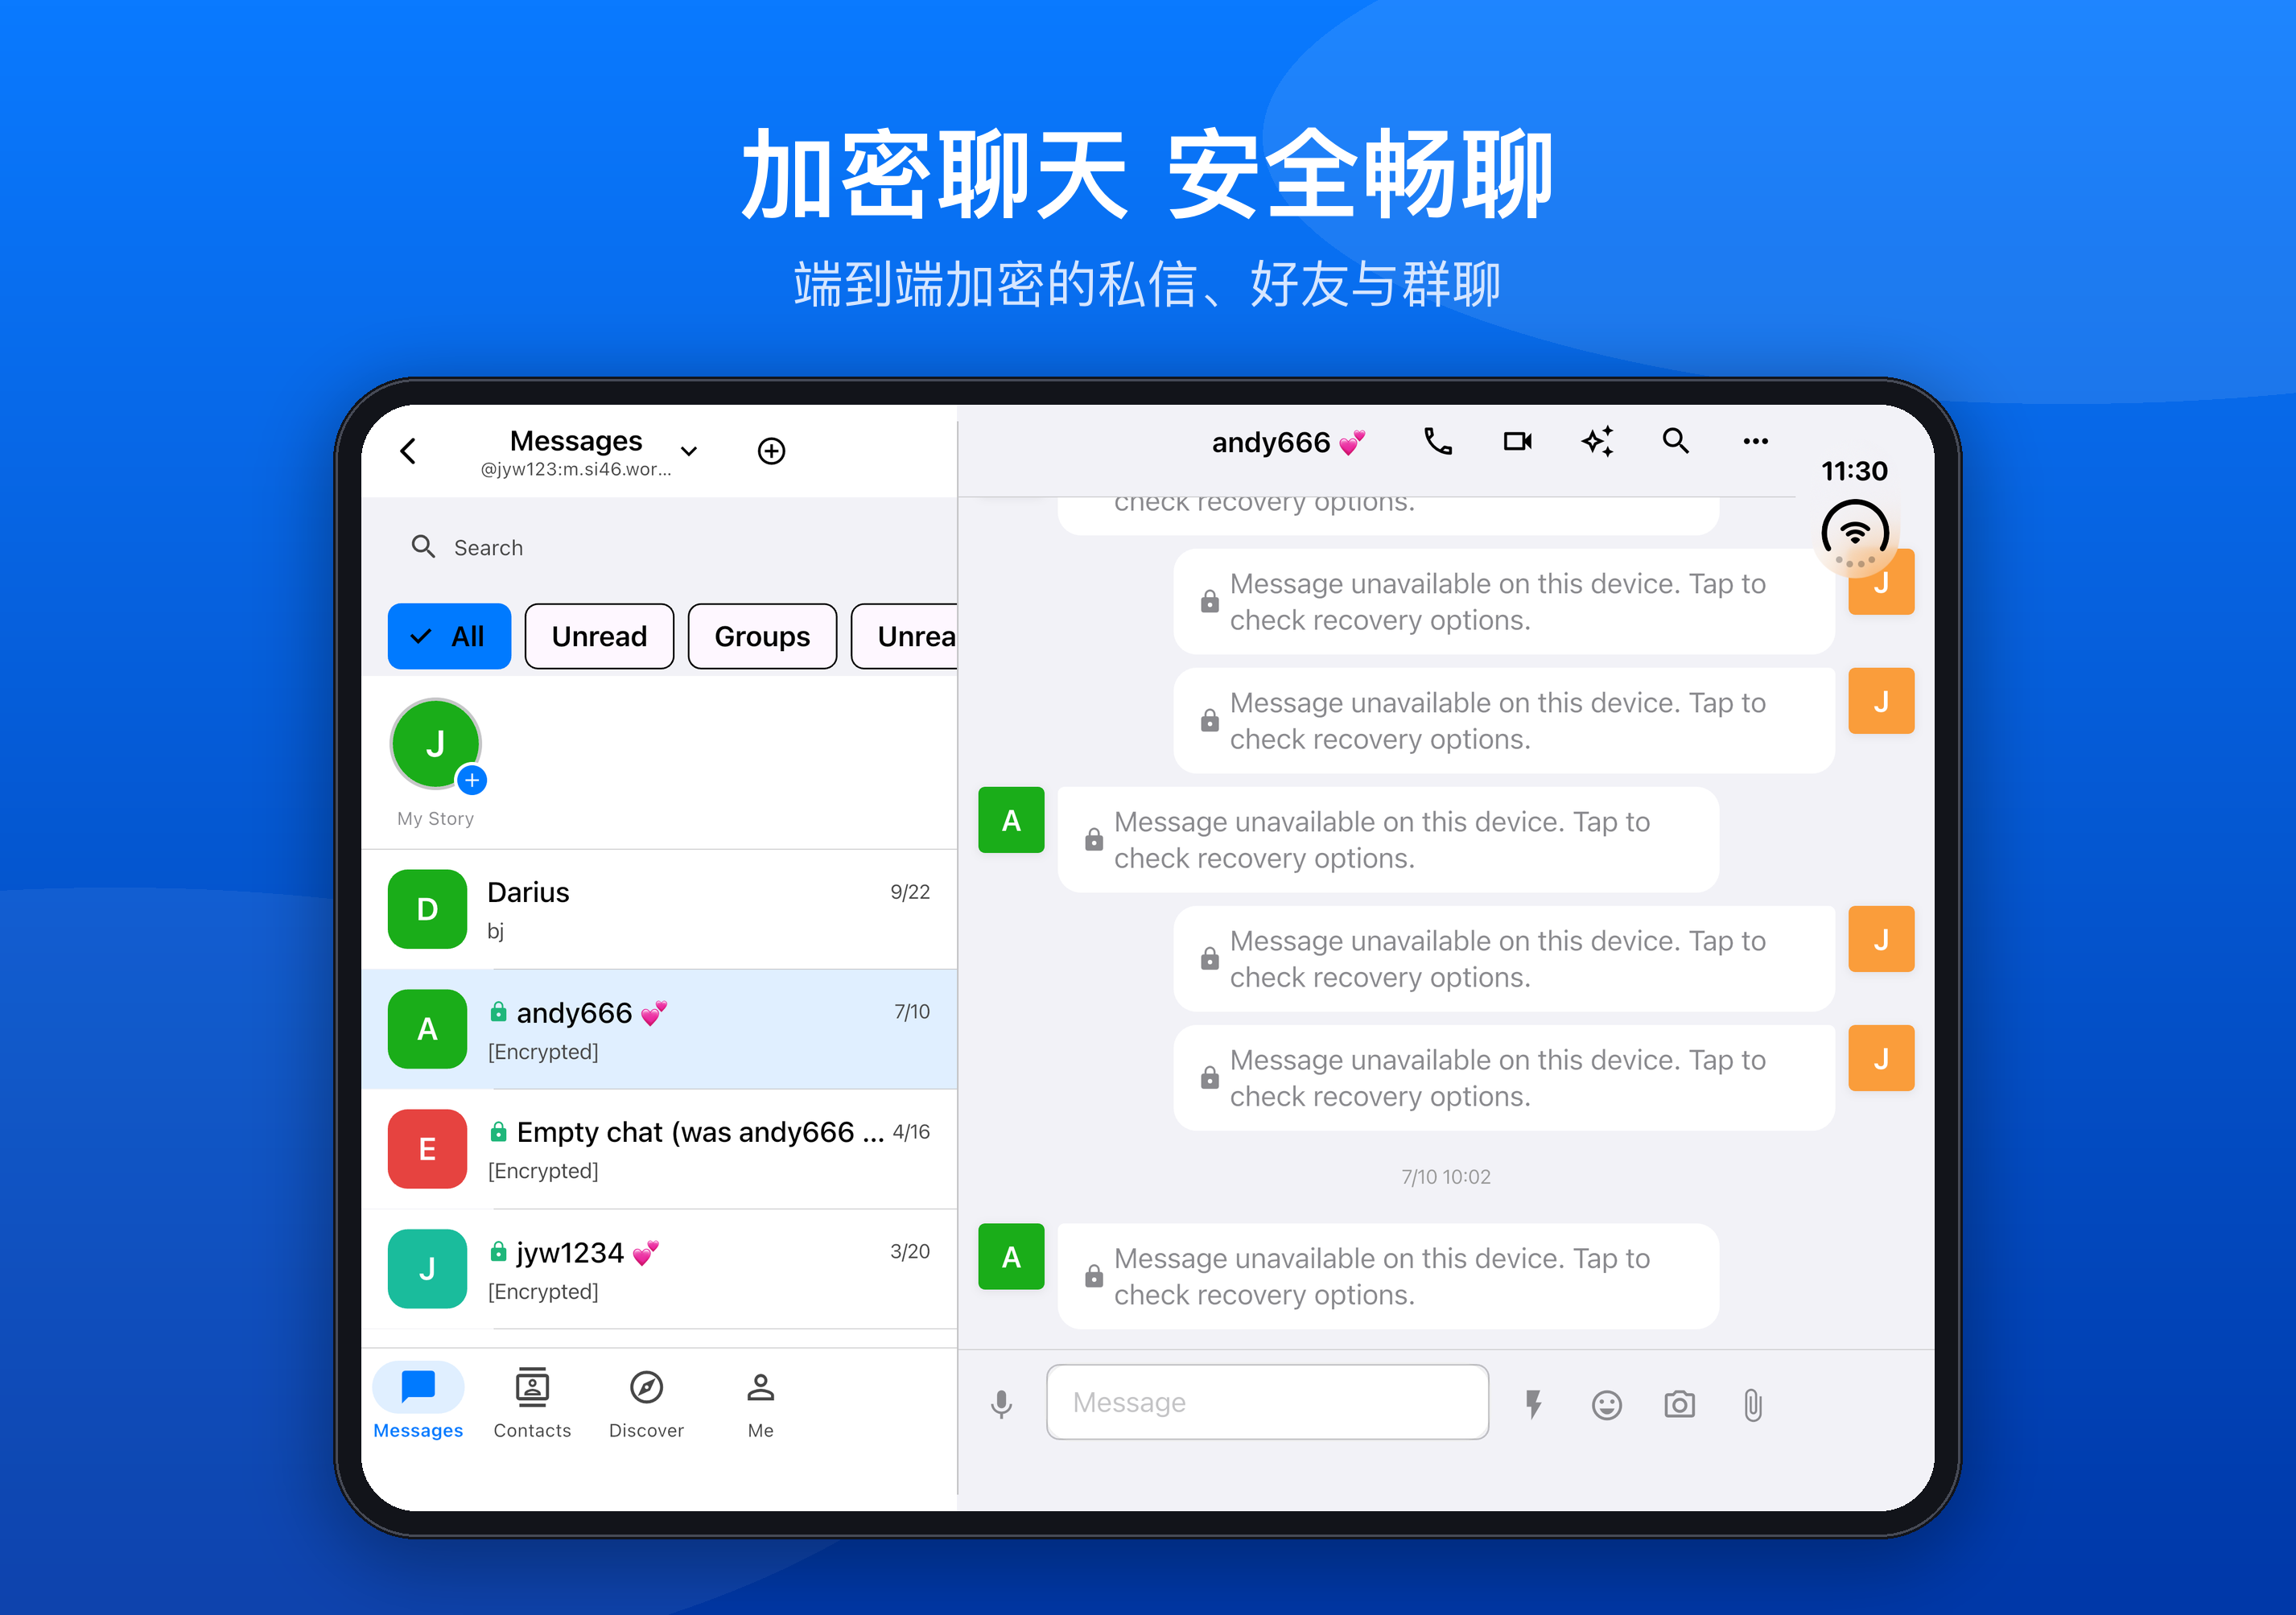 加密聊天 安全畅聊
端到端加密的私信、好友与群聊
Messages
@jyw123:m.si46.wor...
Search
All
Unread
Groups
Unrea
J
My Story
D
Darius
9/22
bj
A
andy666 💕
7/10
[Encrypted]
E
Empty chat (was andy666 ...
4/16
[Encrypted]
J
jyw1234 💕
3/20
[Encrypted]
Messages
Contacts
Discover
Me
andy666 💕
11:30
check recovery options.
Message unavailable on this device. Tap to
check recovery options.
J
Message unavailable on this device. Tap to
check recovery options.
J
A
Message unavailable on this device. Tap to
check recovery options.
Message unavailable on this device. Tap to
check recovery options.
J
Message unavailable on this device. Tap to
check recovery options.
J
7/10 10:02
A
Message unavailable on this device. Tap to
check recovery options.
Message